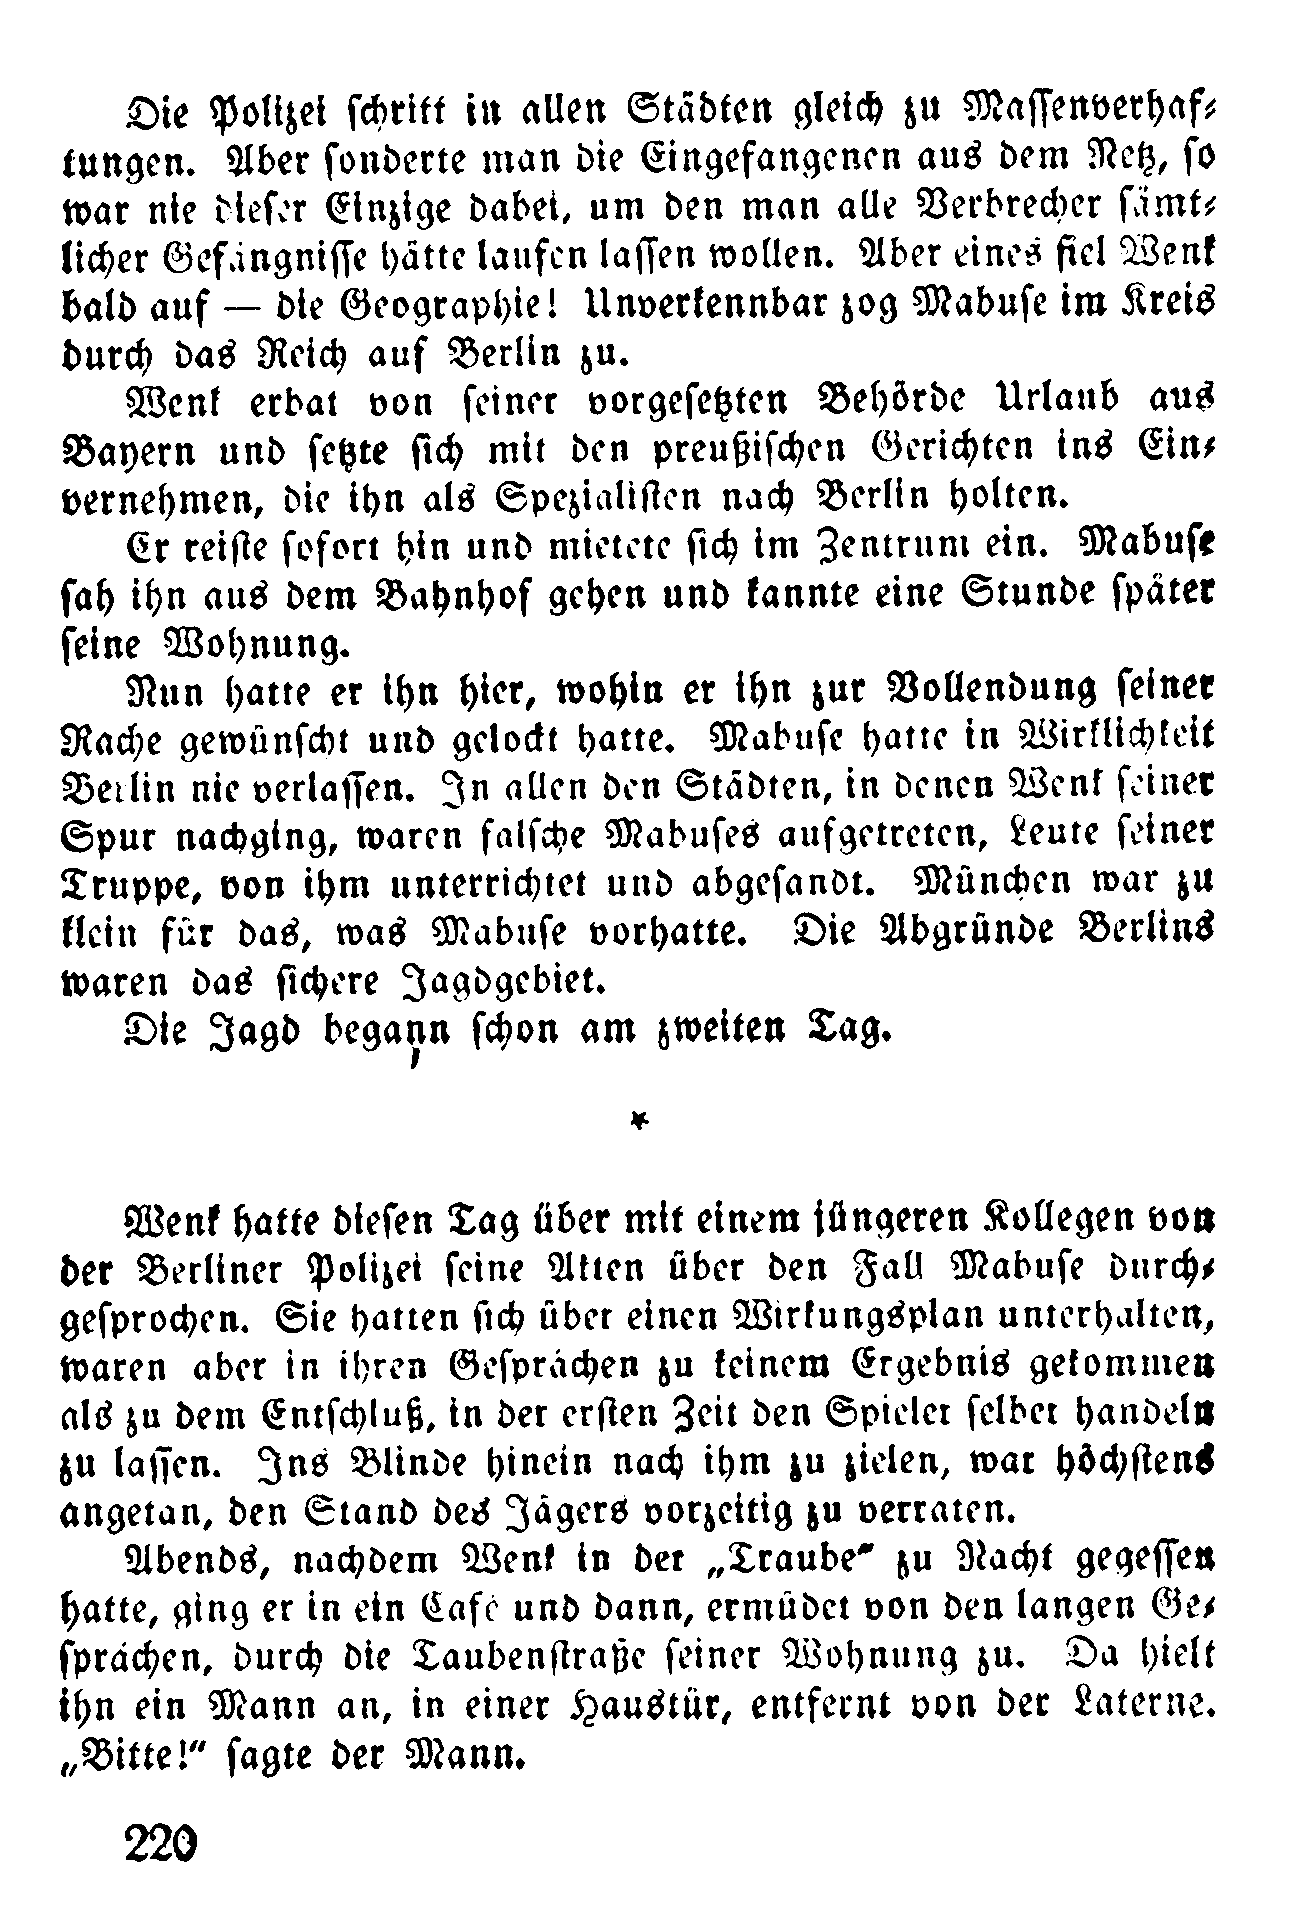 Die Polizei schritt in allen Städten gleich zu Massenverhaf-
tungen. Aber sonderte man die Eingefangenen aus dem Netz, so
war nie dieser Einzige dabei, um den man alle Verbrecher sämt-
licher Gefängnisse hätte laufen lassen wollen. Aber eines fiel Wenk
bald auf — die Geographie! Unverkennbar zog Mabuse im Kreis
durch das Reich auf Berlin zu.
Wenk erbat von seiner vorgesetzten Behörde Urlaub aus
Bayern und setzte sich mit den preußischen Gerichten ins Ein-
vernehmen, die ihn als Spezialisten nach Berlin holten.
Er reiste sofort hin und mietete sich im Zentrum ein. Mabuse
sah ihn aus dem Bahnhof gehen und kannte eine Stunde später
seine Wohnung.
Nun hatte er ihn hier, wohin er ihn zur Vollendung seiner
Rache gewünscht und gelockt hatte. Mabuse hatte in Wirklichkeit
Berlin nie verlassen. In allen den Städten, in denen Wenk seiner
Spur nachging, waren falsche Mabuses aufgetreten, Leute seiner
Truppe, von ihm unterrichtet und abgesandt. München war zu
klein für das, was Mabuse vorhatte. Die Abgründe Berlins
waren das sichere Jagdgebiet.
Die Jagd begann schon am zweiten Tag.
*
Wenk hatte diesen Tag über mit einem jüngeren Kollegen von
der Berliner Polizei seine Akten über den Fall Mabuse durch-
gesprochen. Sie hatten sich über einen Wirkungsplan unterhalten,
waren aber in ihren Gesprächen zu keinem Ergebnis gekommen
als zu dem Entschluß, in der ersten Zeit den Spieler selber handeln
zu lassen. Ins Blinde hinein nach ihm zu zielen, war höchstens
angetan, den Stand des Jägers vorzeitig zu verraten.
Abends, nachdem Wenk in der „Traube“ zu Nacht gegessen
hatte, ging er in ein Café und dann, ermüdet von den langen Ge-
sprächen, durch die Taubenstraße seiner Wohnung zu. Da hielt
ihn ein Mann an, in einer Haustür, entfernt von der Laterne.
„Bitte!“ sagte der Mann.
220